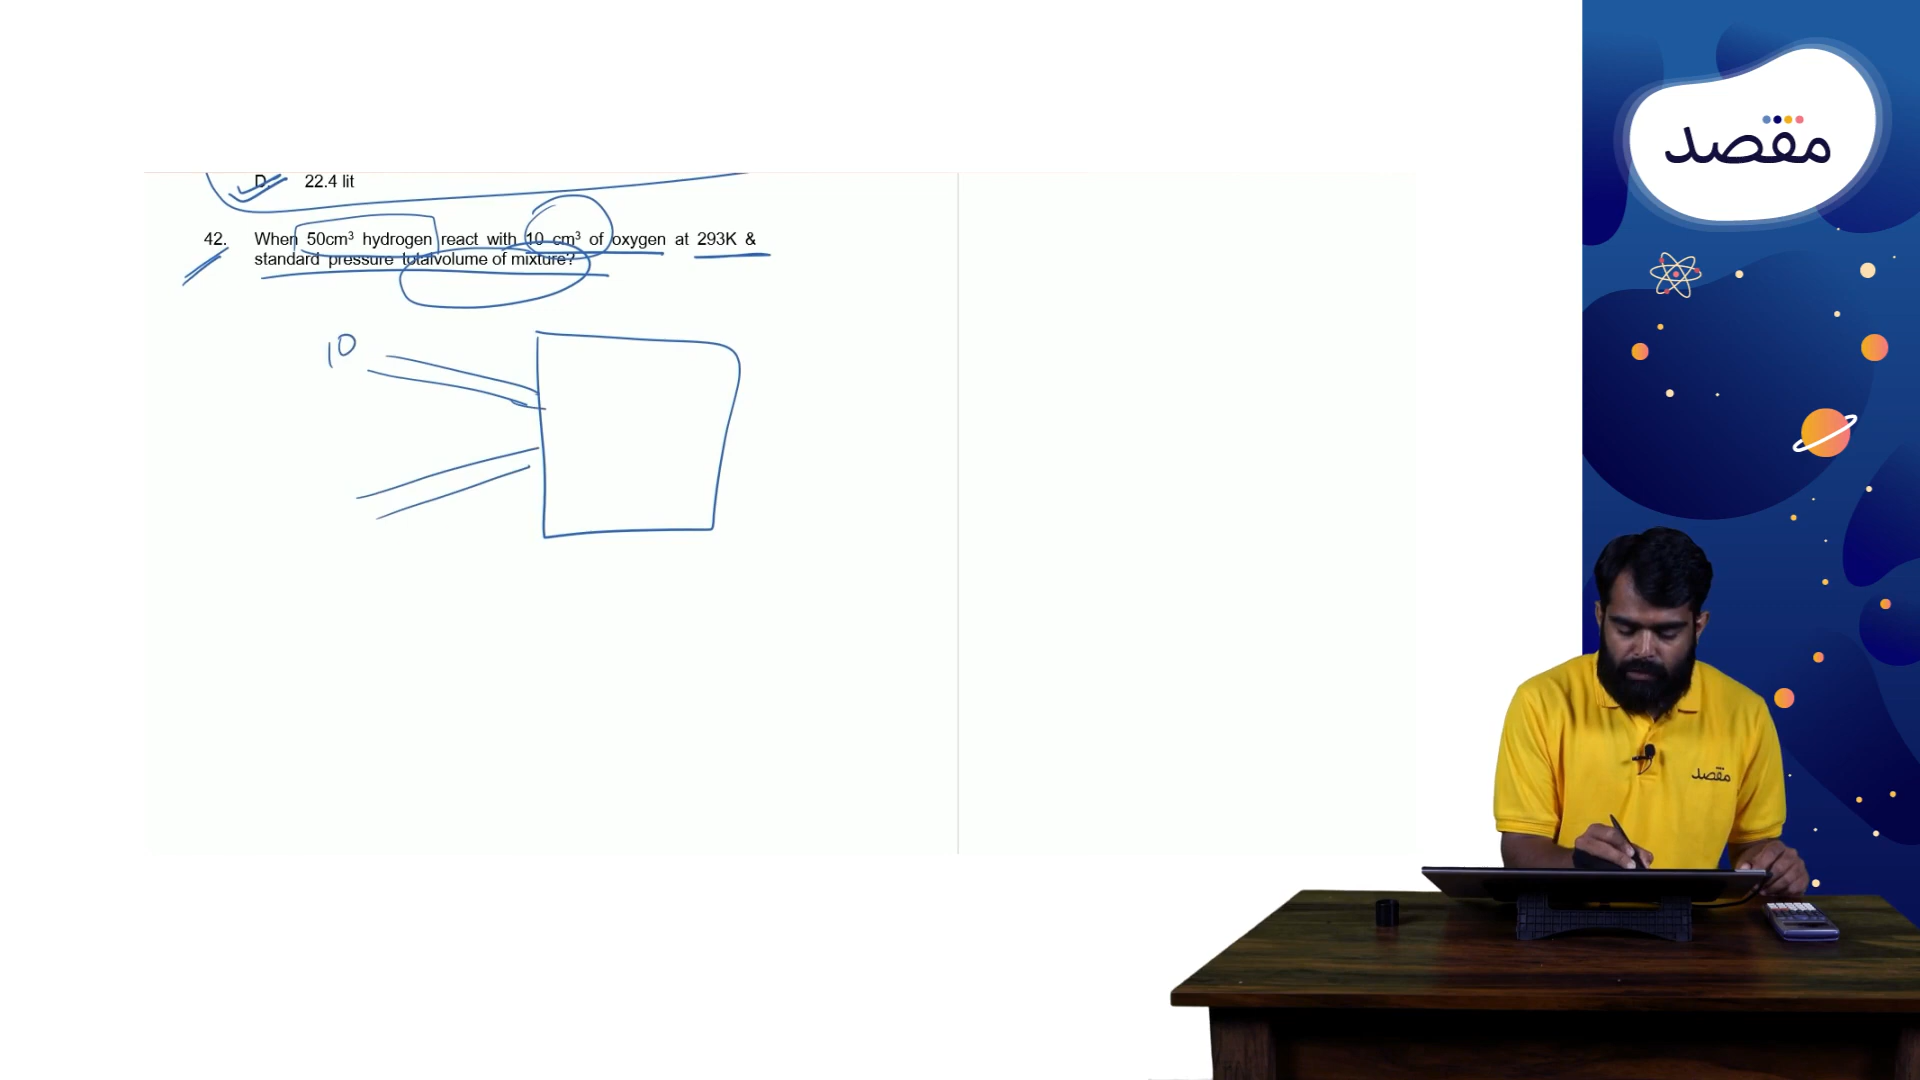 D. 22.4 lit
42. When 50cm³ hydrogen react with 10 cm³ of oxygen at 293K &
standard pressure totalvolume of mixture?
10
مقصد
مقصد